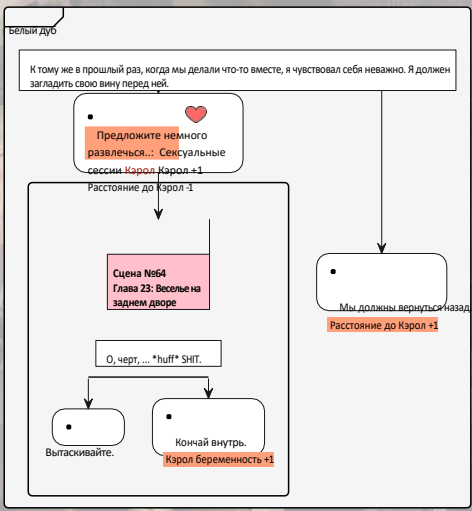 Белый дуб
К тому же в прошлый раз, когда мы делали что-то вместе, я чувствовал себя неважно. Я должен
загладить свою вину перед ней.
Предложите немного
развлечься..: Сексуальные
сессии Кэрол Кэрол +1
Расстояние до Кэрол -1
Сцена №64
Глава 23: Веселье на
заднем дворе
Мы должны вернуться назад
Расстояние до Кэрол +1
О, черт, ... *huff* SHIT.
Вытаскивайте.
Кончай внутрь.
Кэрол беременность +1